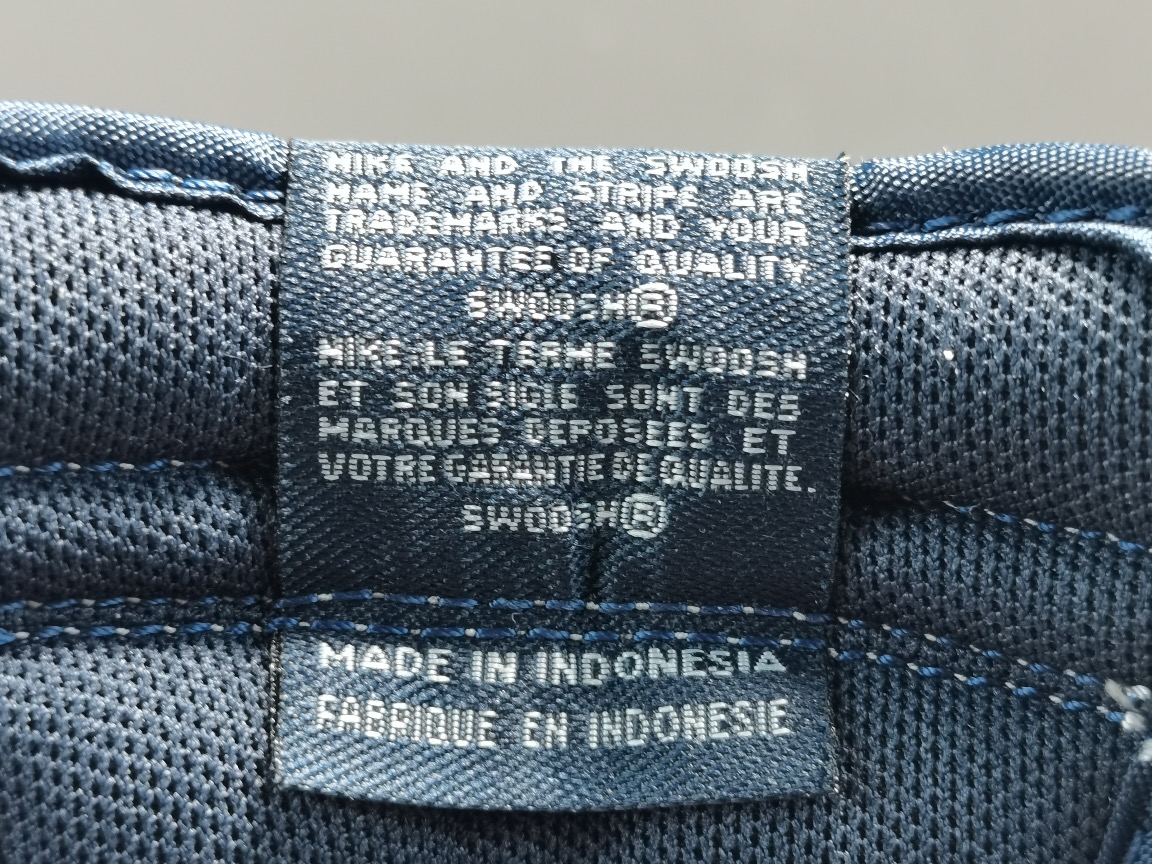 NIKE AND THE SWOOSH
NAME AND STRIPE ARE
TRADEMARKS AND YOUR
GUARANTEE OF QUALITY
SWOOSH®
NIKE LE TERME SWOOSH
ET SON SIGLE SONT DES
MARQUES DEPOSEES ET
VOTRE GARANTIE DE QUALITE.
SWOOSH®
MADE IN INDONESIA
FABRIQUE EN INDONESIE